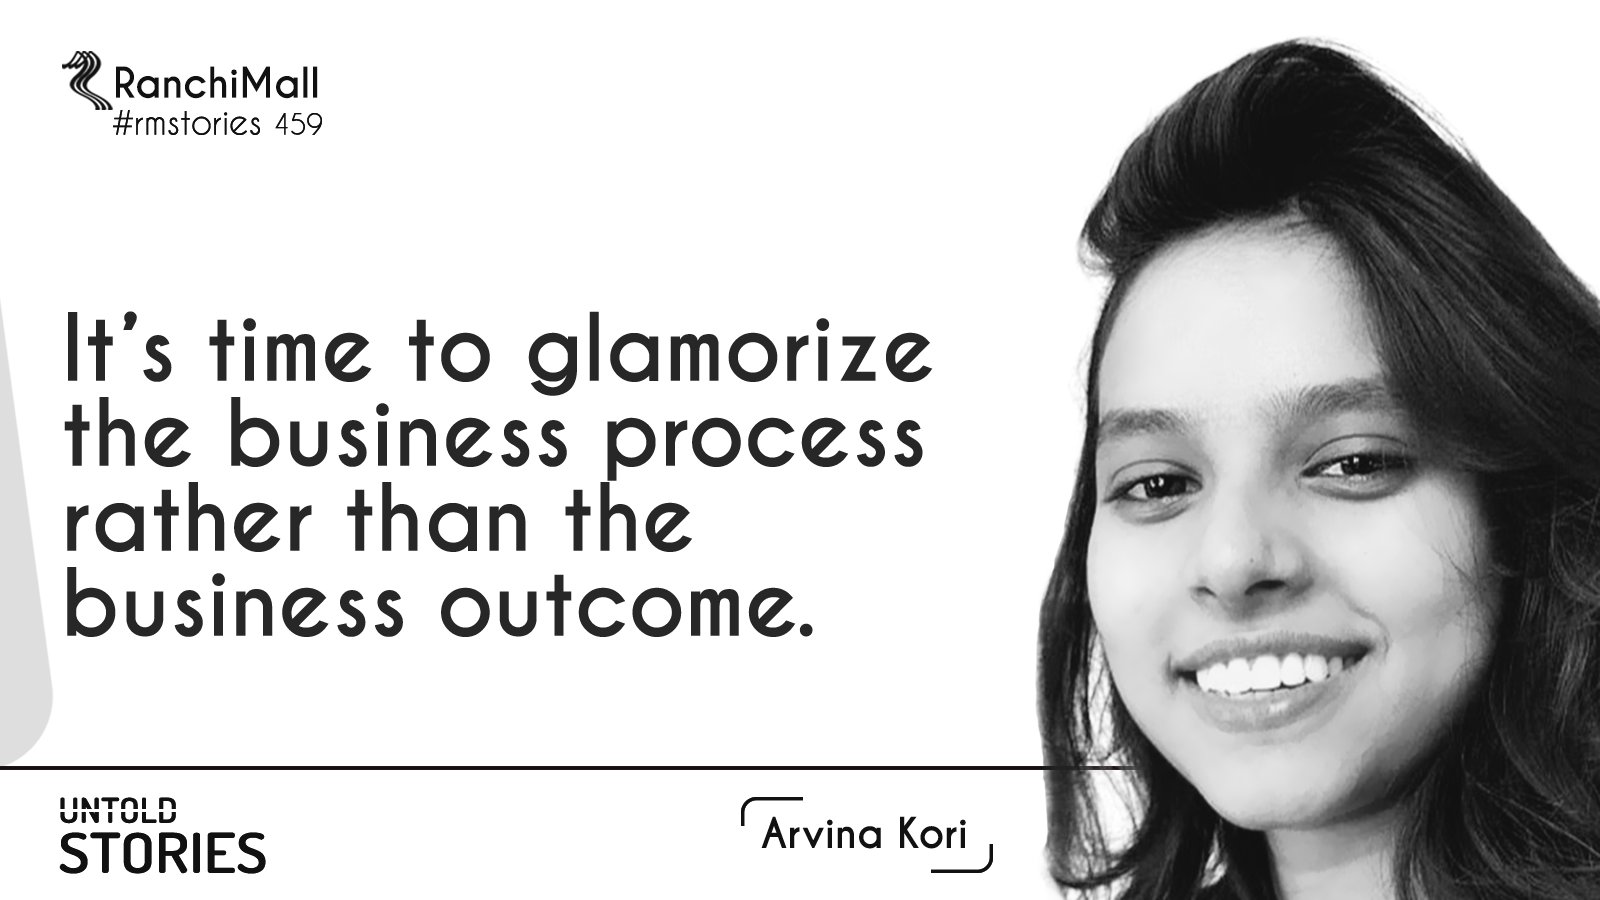 RanchiMall
#rmstories 459
It’s time to glamorize
the business process
rather than the
business outcome.
UNTOLD
STORIES
Arvina Kori